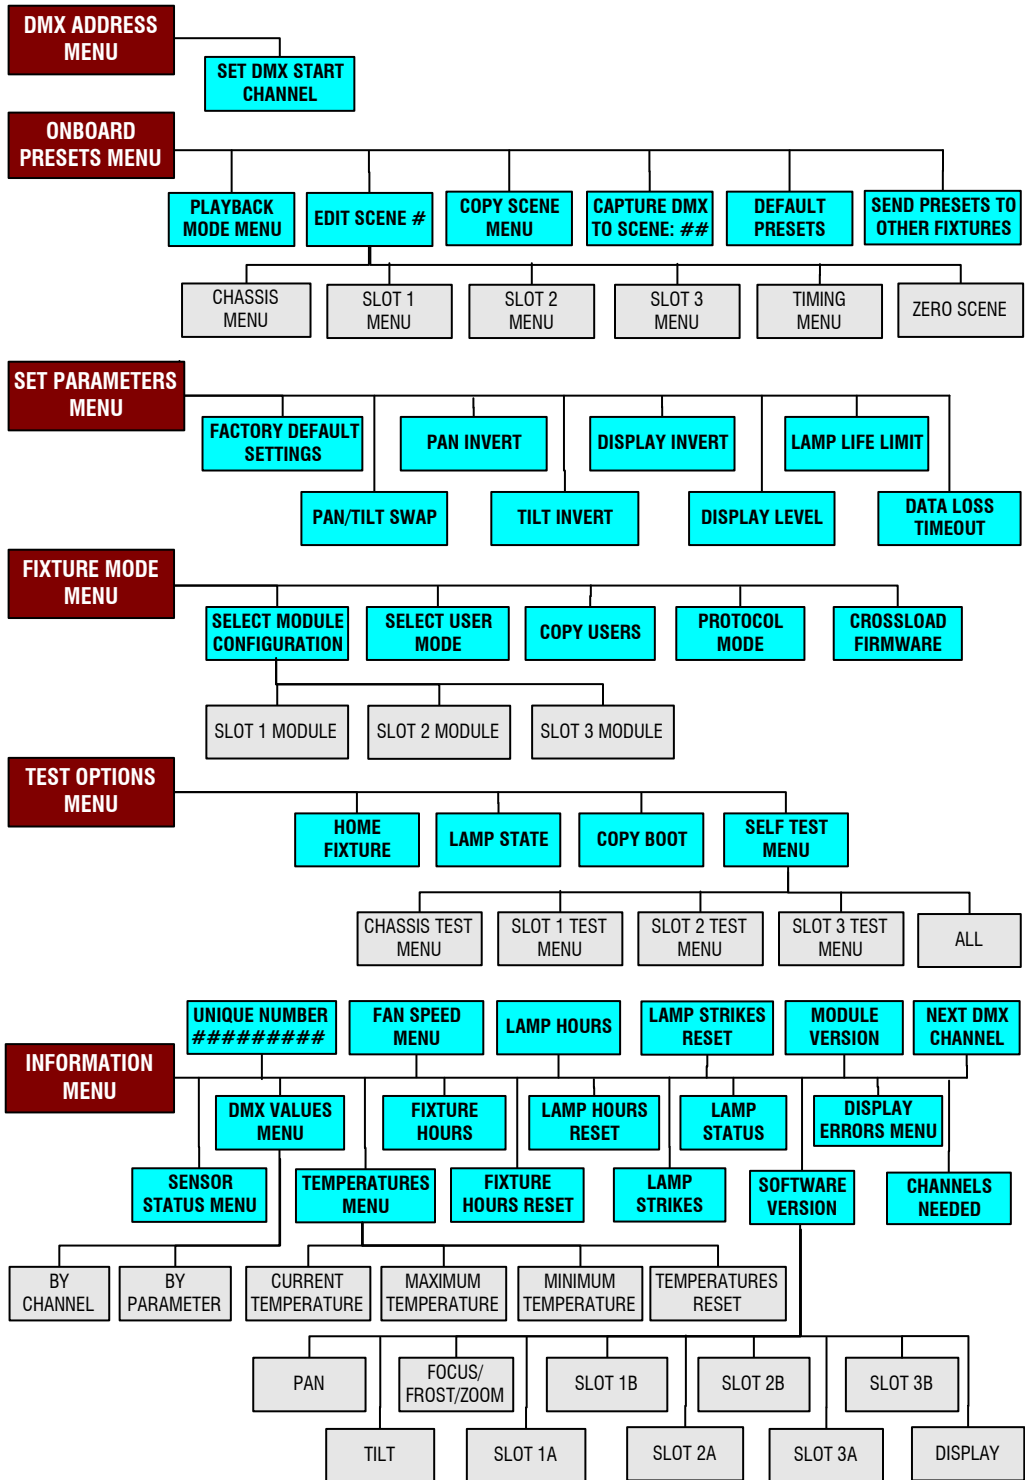 DMX ADDRESS
MENU
SET DMX START
CHANNEL
ONBOARD
PRESETS MENU
PLAYBACK
MODE MENU
EDIT SCENE #
COPY SCENE
MENU
CAPTURE DMX
TO SCENE: ##
DEFAULT
PRESETS
SEND PRESETS TO
OTHER FIXTURES
CHASSIS
MENU
SLOT 1
MENU
SLOT 2
MENU
SLOT 3
MENU
TIMING
MENU
ZERO SCENE
SET PARAMETERS
MENU
FACTORY DEFAULT
SETTINGS
PAN INVERT
DISPLAY INVERT
LAMP LIFE LIMIT
PAN/TILT SWAP
TILT INVERT
DISPLAY LEVEL
DATA LOSS
TIMEOUT
FIXTURE MODE
MENU
SELECT MODULE
CONFIGURATION
SELECT USER
MODE
COPY USERS
PROTOCOL
MODE
CROSSLOAD
FIRMWARE
SLOT 1 MODULE
SLOT 2 MODULE
SLOT 3 MODULE
TEST OPTIONS
MENU
HOME
FIXTURE
LAMP STATE
COPY BOOT
SELF TEST
MENU
CHASSIS TEST
MENU
SLOT 1 TEST
MENU
SLOT 2 TEST
MENU
SLOT 3 TEST
MENU
ALL
UNIQUE NUMBER
#########
FAN SPEED
MENU
LAMP HOURS
LAMP STRIKES
RESET
MODULE
VERSION
NEXT DMX
CHANNEL
INFORMATION
MENU
DMX VALUES
MENU
FIXTURE
HOURS
LAMP HOURS
RESET
LAMP
STATUS
DISPLAY
ERRORS MENU
SENSOR
STATUS MENU
TEMPERATURES
MENU
FIXTURE
HOURS RESET
LAMP
STRIKES
SOFTWARE
VERSION
CHANNELS
NEEDED
BY
CHANNEL
BY
PARAMETER
CURRENT
TEMPERATURE
MAXIMUM
TEMPERATURE
MINIMUM
TEMPERATURE
TEMPERATURES
RESET
PAN
FOCUS/
FROST/ZOOM
SLOT 1B
SLOT 2B
SLOT 3B
TILT
SLOT 1A
SLOT 2A
SLOT 3A
DISPLAY